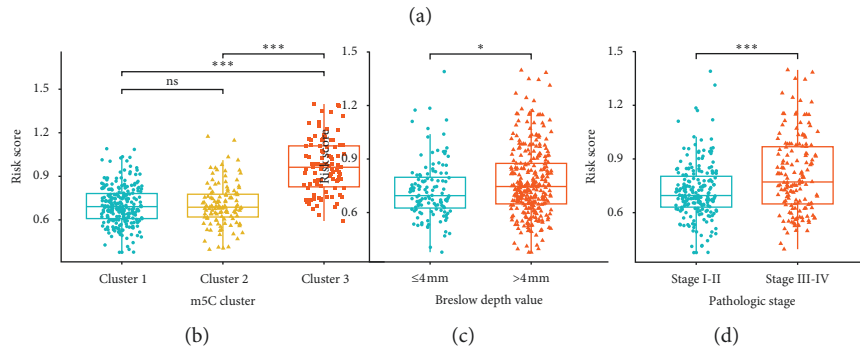 (a)
***
***
ns
Risk score
1.5
1.2
0.9
0.6
Cluster 1
Cluster 2
Cluster 3
m5C cluster
(b)
*
Risk score
1.5
1.2
0.9
0.6
≤4 mm
>4 mm
Breslow depth value
(c)
***
Risk score
1.5
1.2
0.9
0.6
Stage I-II
Stage III-IV
Pathologic stage
(d)